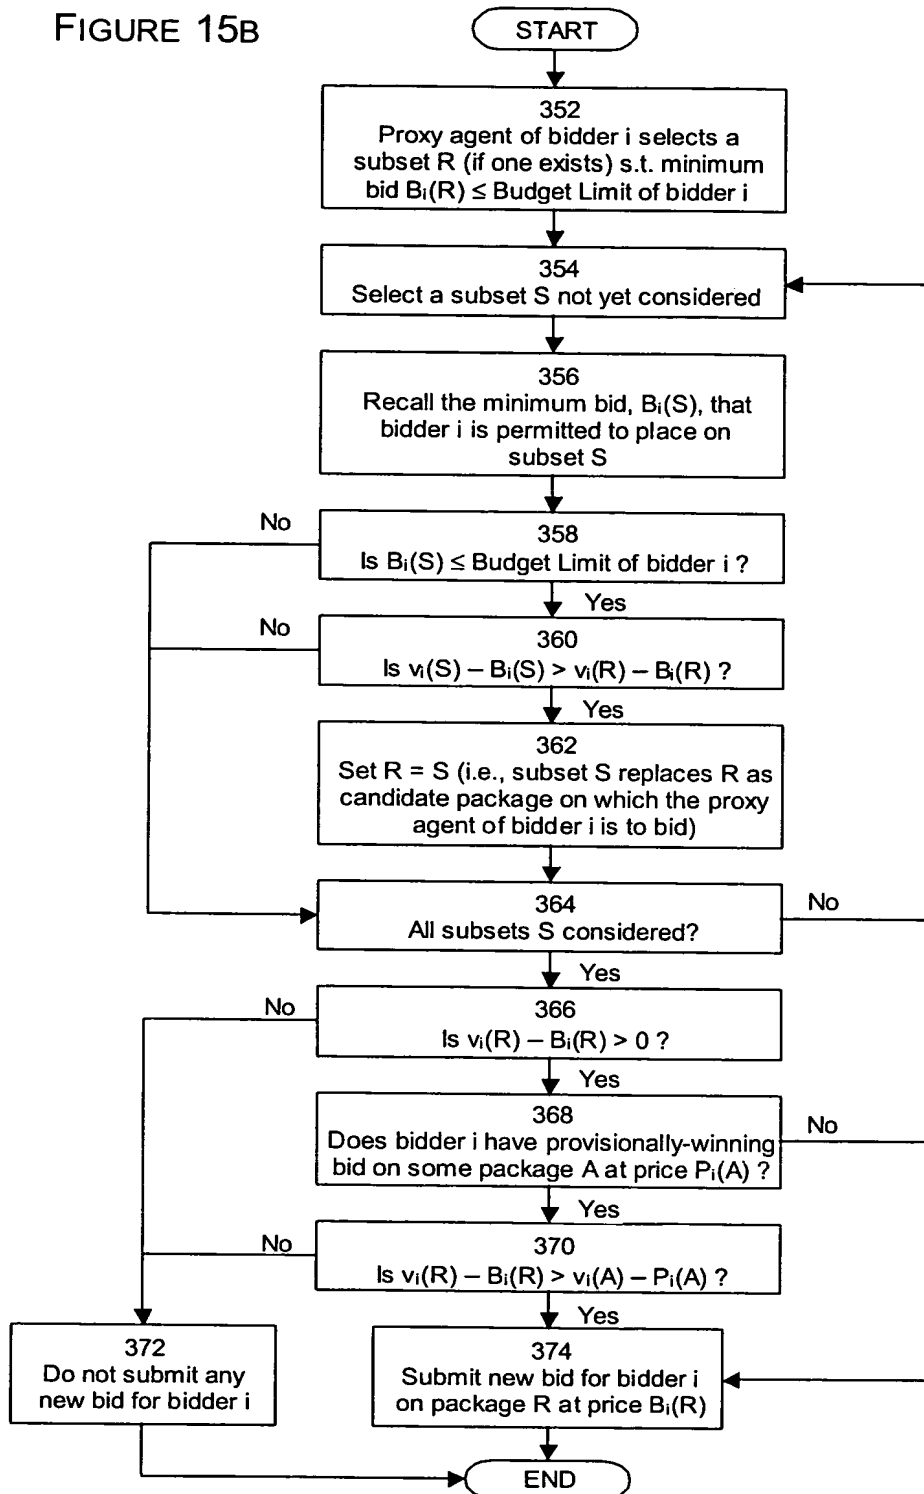 FIGURE 15B
START
352
Proxy agent of bidder i selects a
subset R (if one exists) s.t. minimum
bid Bᵢ(R) ≤ Budget Limit of bidder i
354
Select a subset S not yet considered
356
Recall the minimum bid, Bᵢ(S), that
bidder i is permitted to place on
subset S
No
358
Is Bᵢ(S) ≤ Budget Limit of bidder i ?
Yes
No
360
Is vᵢ(S) – Bᵢ(S) > vᵢ(R) – Bᵢ(R) ?
Yes
362
Set R = S (i.e., subset S replaces R as
candidate package on which the proxy
agent of bidder i is to bid)
364
All subsets S considered?
No
Yes
No
366
Is vᵢ(R) – Bᵢ(R) > 0 ?
Yes
368
Does bidder i have provisionally-winning
bid on some package A at price Pᵢ(A) ?
No
Yes
No
370
Is vᵢ(R) – Bᵢ(R) > vᵢ(A) – Pᵢ(A) ?
Yes
372
Do not submit any
new bid for bidder i
374
Submit new bid for bidder i
on package R at price Bᵢ(R)
END